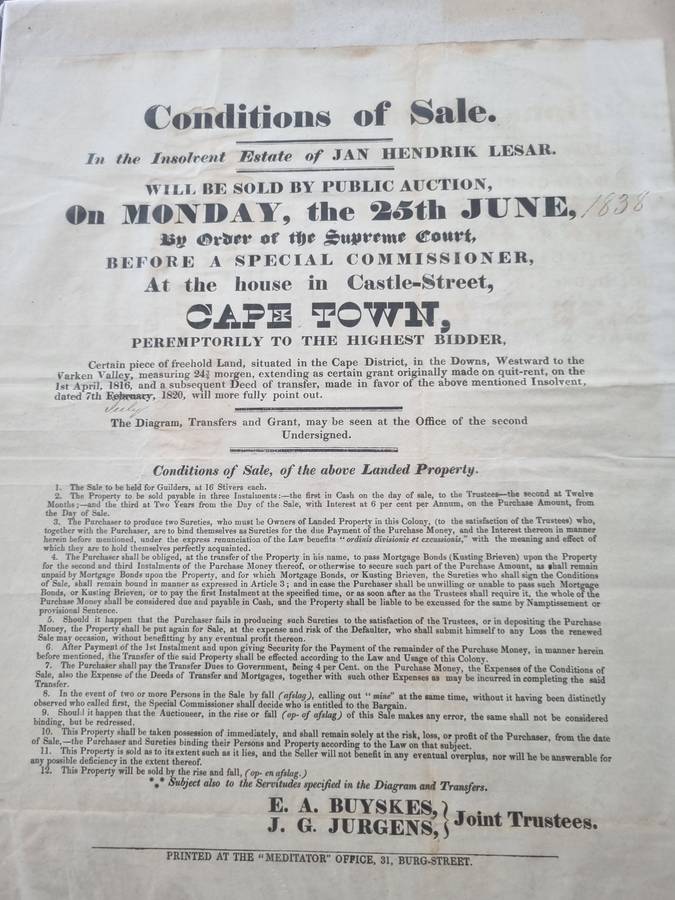 Conditions of Sale.
In the Insolvent Estate of JAN HENDRIK LESAR.
WILL BE SOLD BY PUBLIC AUCTION,
On MONDAY, the 25th JUNE, 1838
By Order of the Supreme Court,
BEFORE A SPECIAL COMMISSIONER,
At the house in Castle-Street,
CAPE TOWN,
PEREMPTORILY TO THE HIGHEST BIDDER,
Certain piece of freehold Land, situated in the Cape District, in the Downs, Westward to the
Varken Valley, measuring 24¾ morgen, extending as certain grant originally made on quit-rent, on the
1st April, 1816, and a subsequent Deed of transfer, made in favor of the above mentioned Insolvent,
dated 7th February, 1820, will more fully point out.
July
The Diagram, Transfers and Grant, may be seen at the Office of the second
Undersigned.
Conditions of Sale, of the above Landed Property.
1. The Sale to be held for Guilders, at 16 Stivers each.
2. The Property to be sold payable in three Instalments:—the first in Cash on the day of sale, to the Trustees—the second at Twelve
Months;—and the third at Two Years from the Day of the Sale, with Interest at 6 per cent per Annum, on the Purchase Amount, from
the Day of Sale.
3. The Purchaser to produce two Sureties, who must be Owners of Landed Property in this Colony, (to the satisfaction of the Trustees) who,
together with the Purchaser, are to bind themselves as Sureties for the due Payment of the Purchase Money, and the Interest thereon in manner
herein before mentioned, under the express renunciation of the Law benefits "ordinis divisionis et excussionis," with the meaning and effect of
which they are to hold themselves perfectly acquainted.
4. The Purchaser shall be obliged, at the transfer of the Property in his name, to pass Mortgage Bonds (Kusting Brieven) upon the Property
for the second and third Instalments of the Purchase Money thereof, or otherwise to secure such part of the Purchase Amount, as shall remain
unpaid by Mortgage Bonds upon the Property, and for which Mortgage Bonds, or Kusting Brieven, the Sureties who shall sign the Conditions
of Sale, shall remain bound in manner as expressed in Article 3; and in case the Purchaser shall be unwilling or unable to pass such Mortgage
Bonds, or Kusting Brieven, or to pay the first Instalment at the specified time, or as soon after as the Trustees shall require it, the whole of the
Purchase Money shall be considered due and payable in Cash, and the Property shall be liable to be excussed for the same by Namptissement or
provisional Sentence.
5. Should it happen that the Purchaser fails in producing such Sureties to the satisfaction of the Trustees, or in depositing the Purchase
Money, the Property shall be put again for Sale, at the expense and risk of the Defaulter, who shall submit himself to any Loss the renewed
Sale may occasion, without benefitting by any eventual profit thereon.
6. After Payment of the 1st Instalment and upon giving Security for the Payment of the remainder of the Purchase Money, in manner herein
before mentioned, the Transfer of the said Property shall be effected according to the Law and Usage of this Colony.
7. The Purchaser shall pay the Transfer Dues to Government, Being 4 per Cent. on the Purchase Money, the Expenses of the Conditions of
Sale, also the Expense of the Deeds of Transfer and Mortgages, together with such other Expenses as may be incurred in completing the said
Transfer.
8. In the event of two or more Persons in the Sale by fall (afslag), calling out "mine" at the same time, without it having been distinctly
observed who called first, the Special Commissioner shall decide who is entitled to the Bargain.
9. Should it happen that the Auctioneer, in the rise or fall (op- of afslag) of this Sale makes any error, the same shall not be considered
binding, but be redressed.
10. This Property shall be taken possession of immediately, and shall remain solely at the risk, loss, or profit of the Purchaser, from the date
of Sale,—the Purchaser and Sureties binding their Persons and Property according to the Law on that subject.
11. This Property is sold as to its extent such as it lies, and the Seller will not benefit in any eventual overplus, nor will he be answerable for
any possible deficiency in the extent thereof.
12. This Property will be sold by the rise and fall, (op- en afslag.)
*,* Subject also to the Servitudes specified in the Diagram and Transfers.
E. A. BUYSKES,
J. G. JURGENS, } Joint Trustees.
PRINTED AT THE "MEDITATOR" OFFICE, 31, BURG-STREET.